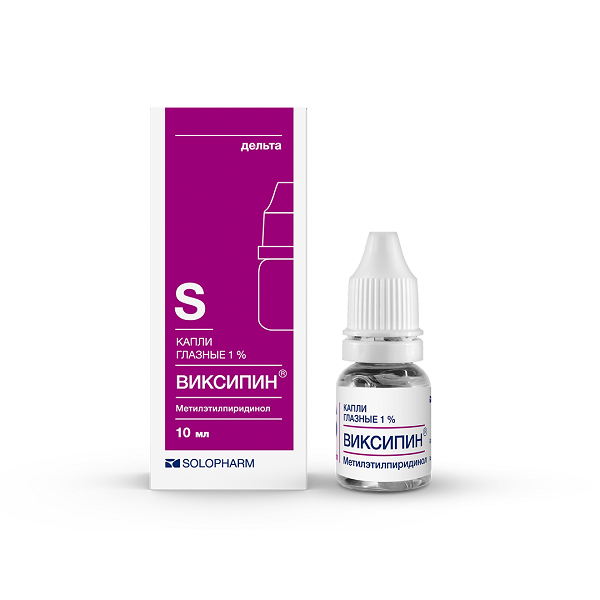 дельта
S
КАПЛИ
ГЛАЗНЫЕ 1 %
ВИКСИПИН®
Метилэтилпиридинол
10 мл
SOLOPHARM
КАПЛИ
ГЛАЗНЫЕ 1 %
ВИКСИПИН®
Метилэтилпиридинол